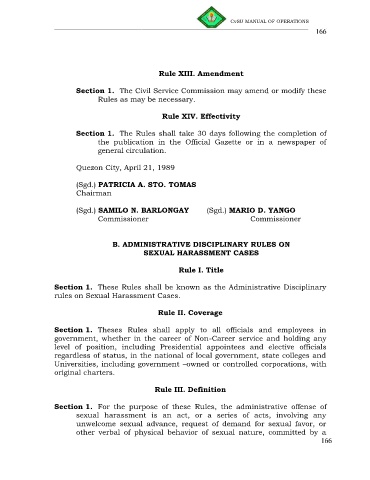 CvSU MANUAL OF OPERATIONS
166
Rule XIII. Amendment
Section 1. The Civil Service Commission may amend or modify these
Rules as may be necessary.
Rule XIV. Effectivity
Section 1. The Rules shall take 30 days following the completion of
the publication in the Official Gazette or in a newspaper of
general circulation.
Quezon City, April 21, 1989
(Sgd.) PATRICIA A. STO. TOMAS
Chairman
(Sgd.) SAMILO N. BARLONGAY (Sgd.) MARIO D. YANGO
Commissioner Commissioner
B. ADMINISTRATIVE DISCIPLINARY RULES ON
SEXUAL HARASSMENT CASES
Rule I. Title
Section 1. These Rules shall be known as the Administrative Disciplinary
rules on Sexual Harassment Cases.
Rule II. Coverage
Section 1. Theses Rules shall apply to all officials and employees in
government, whether in the career of Non-Career service and holding any
level of position, including Presidential appointees and elective officials
regardless of status, in the national of local government, state colleges and
Universities, including government –owned or controlled corporations, with
original charters.
Rule III. Definition
Section 1. For the purpose of these Rules, the administrative offense of
sexual harassment is an act, or a series of acts, involving any
unwelcome sexual advance, request of demand for sexual favor, or
other verbal of physical behavior of sexual nature, committed by a
166